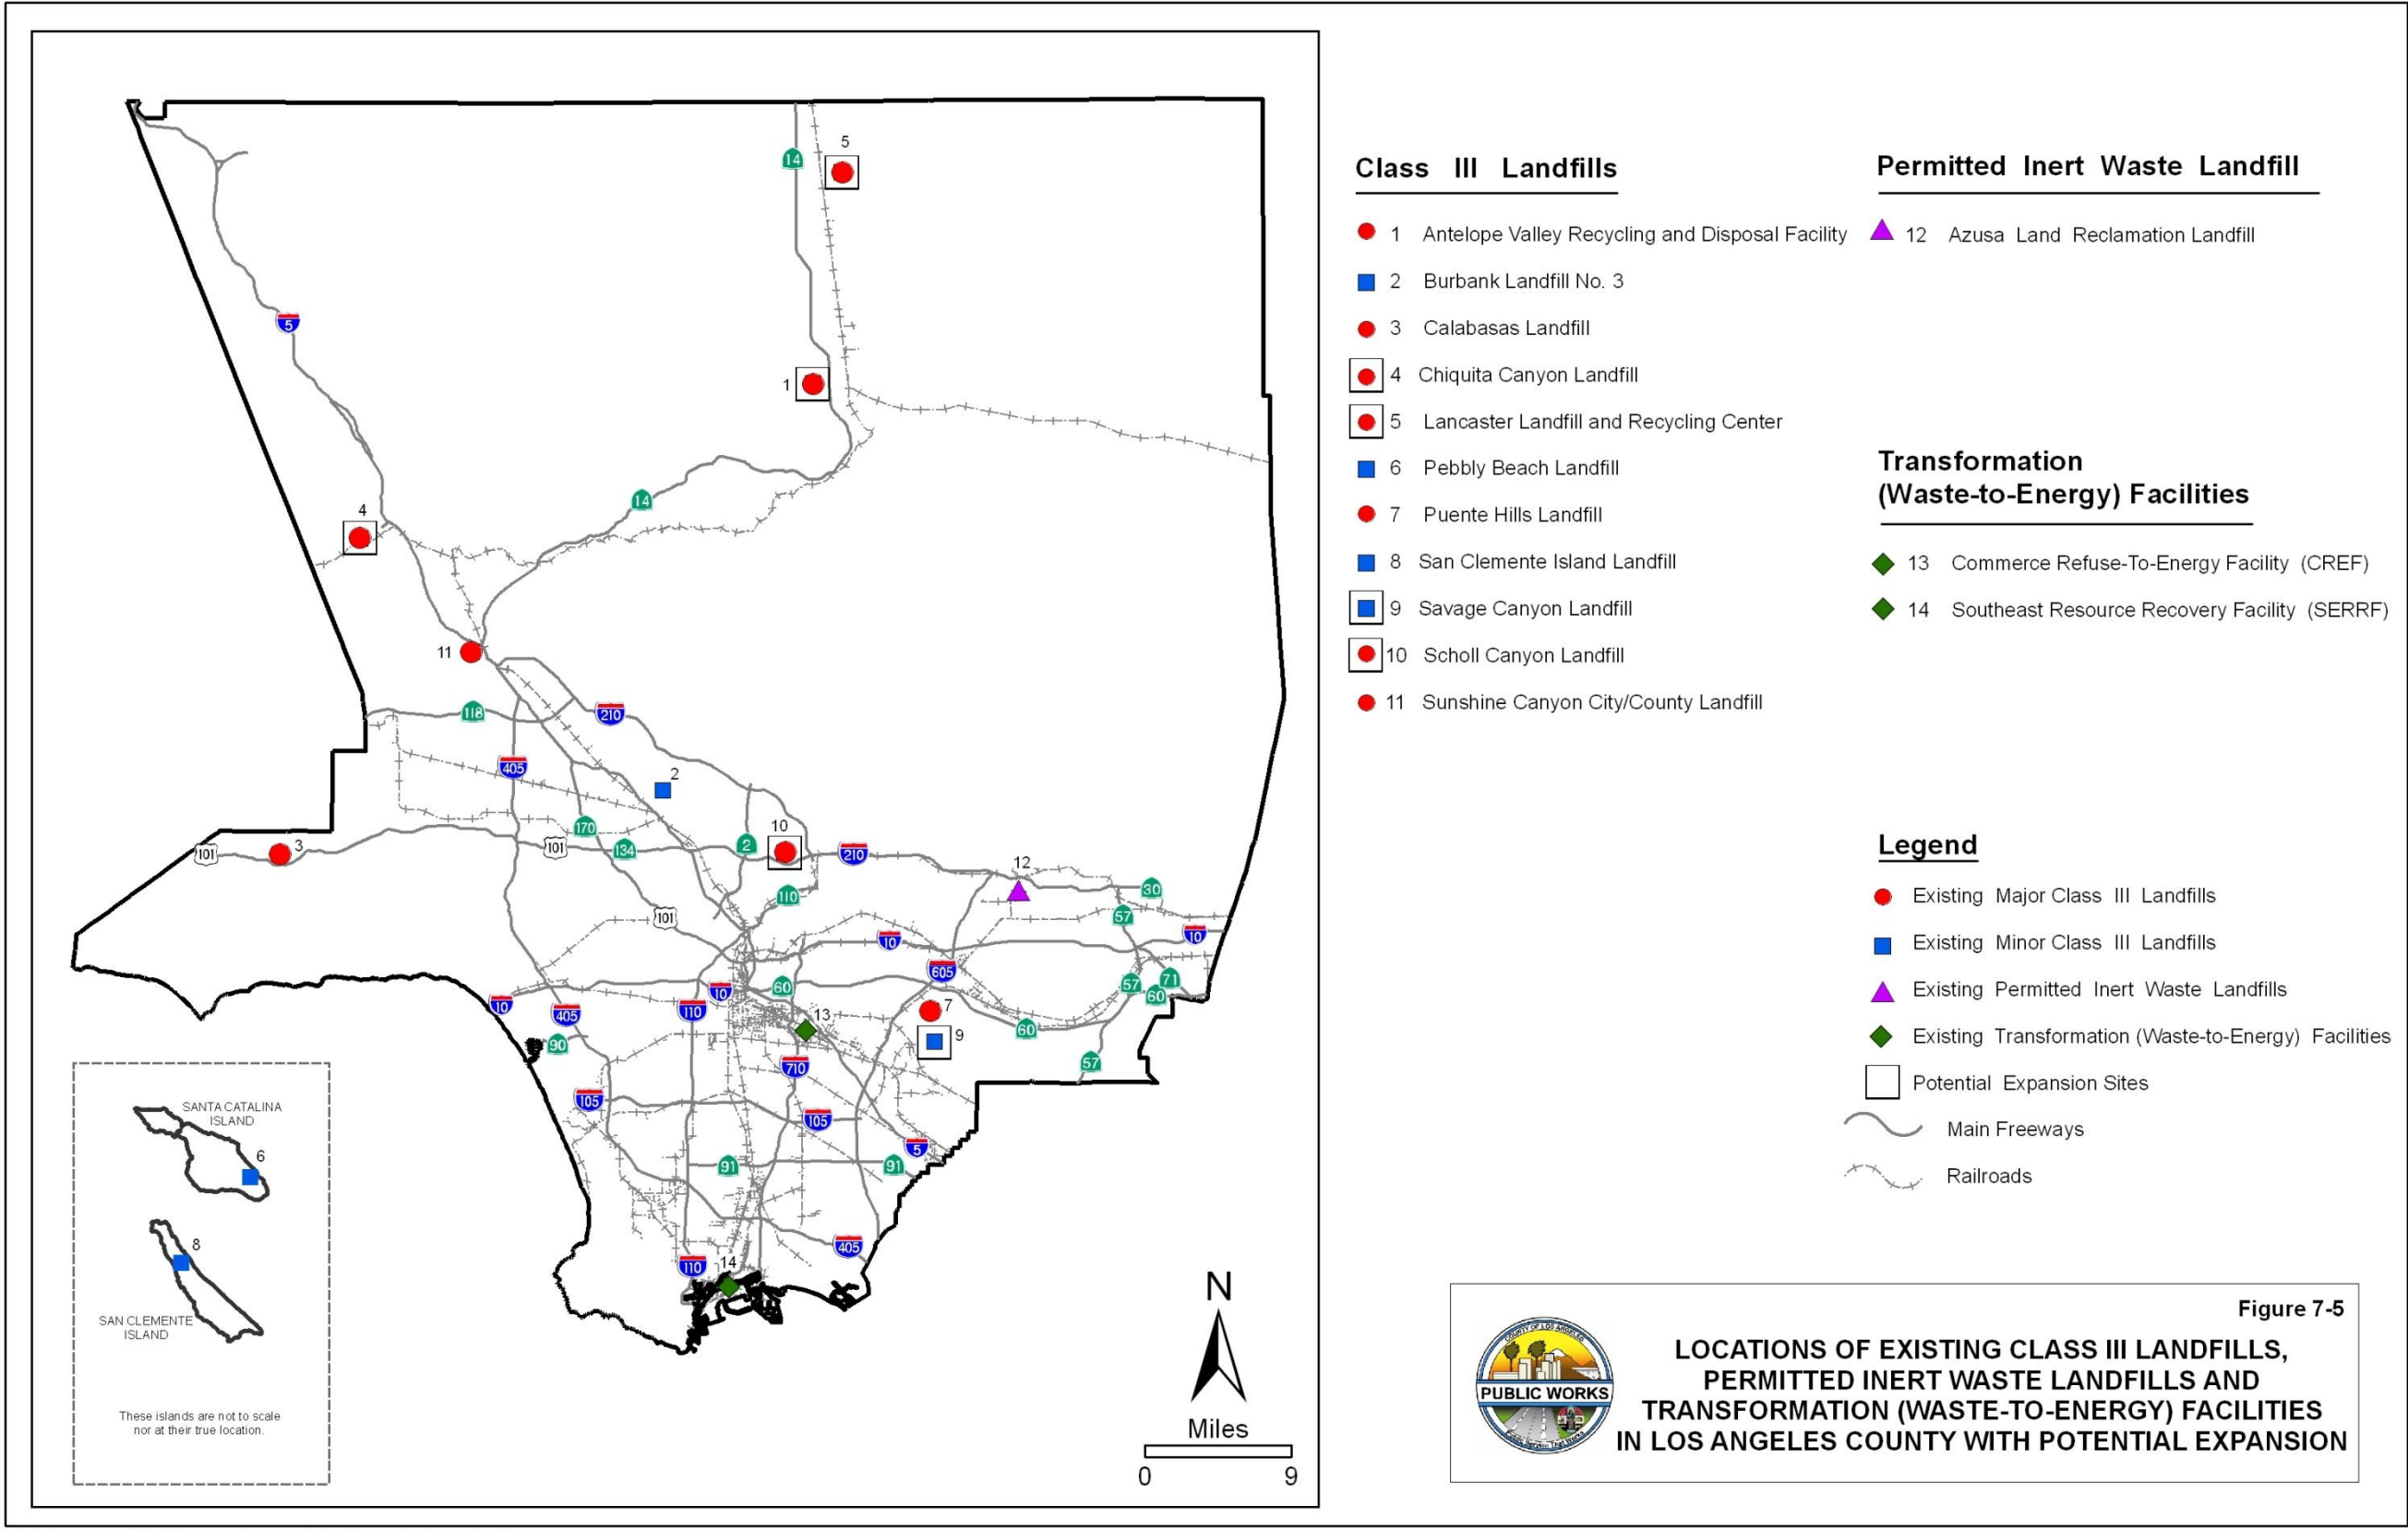 Class III Landfills
1 Antelope Valley Recycling and Disposal Facility
2 Burbank Landfill No. 3
3 Calabasas Landfill
4 Chiquita Canyon Landfill
5 Lancaster Landfill and Recycling Center
6 Pebbly Beach Landfill
7 Puente Hills Landfill
8 San Clemente Island Landfill
9 Savage Canyon Landfill
10 Scholl Canyon Landfill
11 Sunshine Canyon City/County Landfill
Permitted Inert Waste Landfill
12 Azusa Land Reclamation Landfill
Transformation
(Waste-to-Energy) Facilities
13 Commerce Refuse-To-Energy Facility (CREF)
14 Southeast Resource Recovery Facility (SERRF)
Legend
Existing Major Class III Landfills
Existing Minor Class III Landfills
Existing Permitted Inert Waste Landfills
Existing Transformation (Waste-to-Energy) Facilities
Potential Expansion Sites
Main Freeways
Railroads
5
14
1
5
14
4
11
118
210
405
2
170
10
101
3
101
134
2
210
12
110
30
101
57
10
10
605
57
71
60
10
60
10
405
110
7
13
60
9
90
57
710
105
105
5
91
91
405
110
14
SANTA CATALINA
ISLAND
6
8
SAN CLEMENTE
ISLAND
These islands are not to scale
nor at their true location.
N
Miles
0 9
Figure 7-5
COUNTY OF LOS ANGELES
PUBLIC WORKS
LOCATIONS OF EXISTING CLASS III LANDFILLS,
PERMITTED INERT WASTE LANDFILLS AND
TRANSFORMATION (WASTE-TO-ENERGY) FACILITIES
IN LOS ANGELES COUNTY WITH POTENTIAL EXPANSION